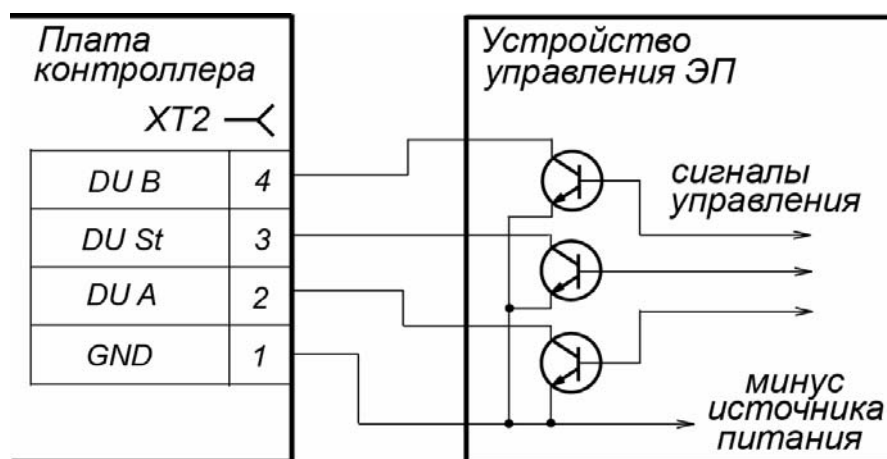 Плата
контроллера
XT2
DU B 4
DU St 3
DU A 2
GND 1
Устройство
управления ЭП
сигналы
управления
минус
источника
питания